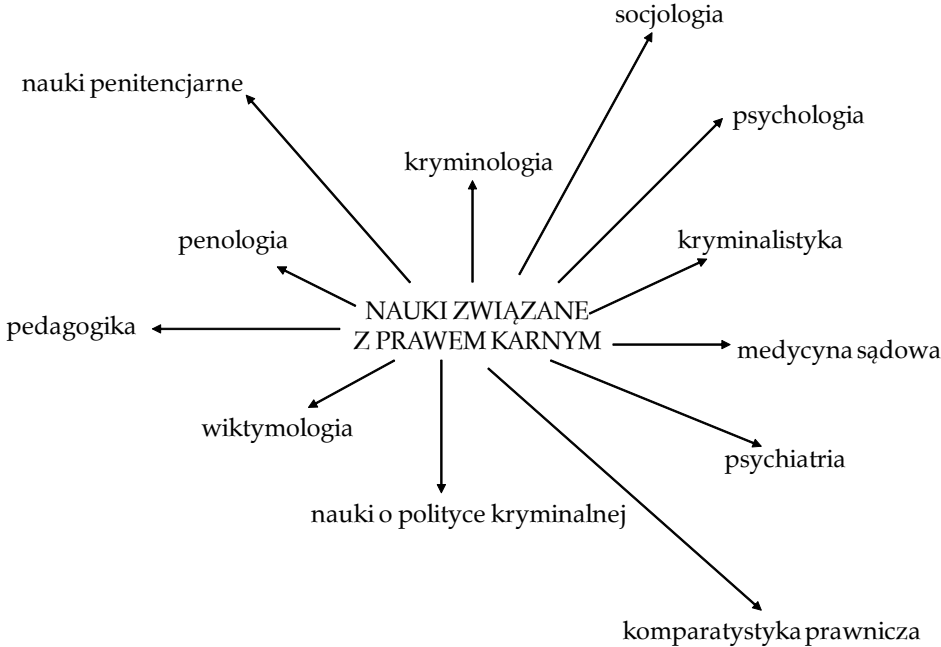 socjologia
nauki penitencjarne
psychologia
kryminologia
penologia
kryminalistyka
NAUKI ZWIĄZANE
Z PRAWEM KARNYM
pedagogika
medycyna sądowa
wiktymologia
psychiatria
nauki o polityce kryminalnej
komparatystyka prawnicza